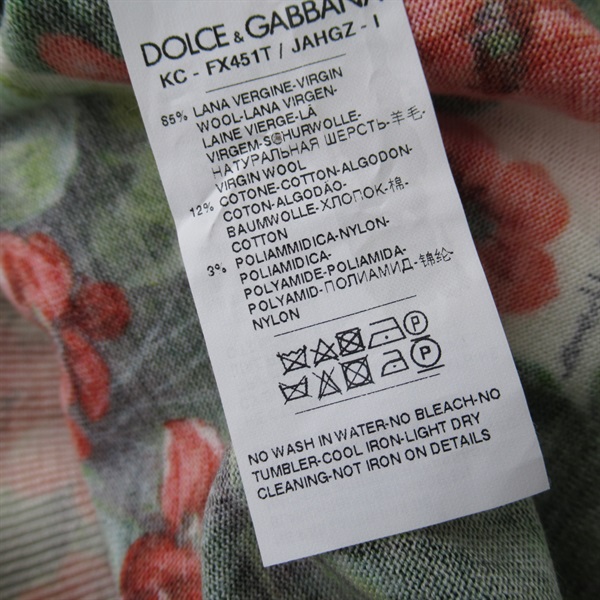 DOLCE & GABBANA
KC - FX451T / JAHGZ - I
85% LANA VERGINE-VIRGIN
WOOL-LANA VIRGEN-
LAINE VIERGE-LÃ
VIRGEM-SCHURWOLLE-
НАТУРАЛЬНАЯ ШЕРСТЬ-羊毛-
VIRGIN WOOL
12% COTONE-COTTON-ALGODON-
COTON-ALGODÃO-
BAUMWOLLE-ХЛОПОК-棉-
COTTON
3% POLIAMMIDICA-NYLON-
POLIAMIDICA-
POLYAMIDE-POLIAMIDA-
POLYAMID-ПОЛИАМИД-锦纶-
NYLON
P
P
NO WASH IN WATER-NO BLEACH-NO
TUMBLER-COOL IRON-LIGHT DRY
CLEANING-NOT IRON ON DETAILS